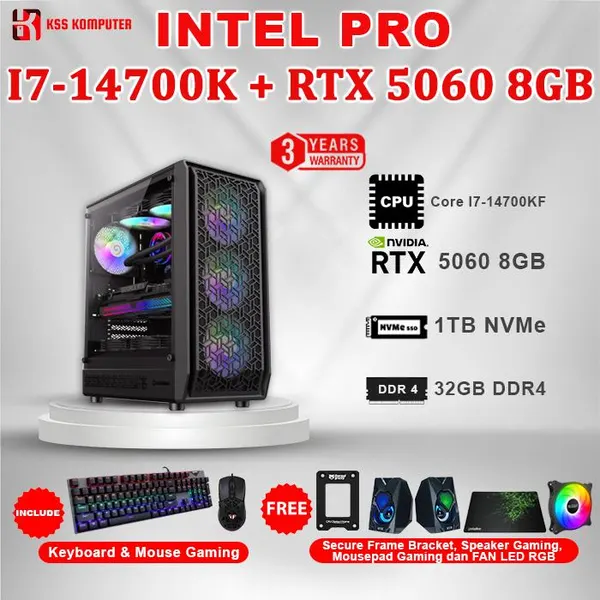 KSS KOMPUTER
INTEL PRO
I7-14700K + RTX 5060 8GB
3 YEARS
WARRANTY
CPU
Core I7-14700KF
NVIDIA.
RTX 5060 8GB
NVMe SSD
1TB NVMe
DDR 4
32GB DDR4
INCLUDE
Keyboard & Mouse Gaming
FREE
Secure Frame Bracket, Speaker Gaming,
Mousepad Gaming dan FAN LED RGB